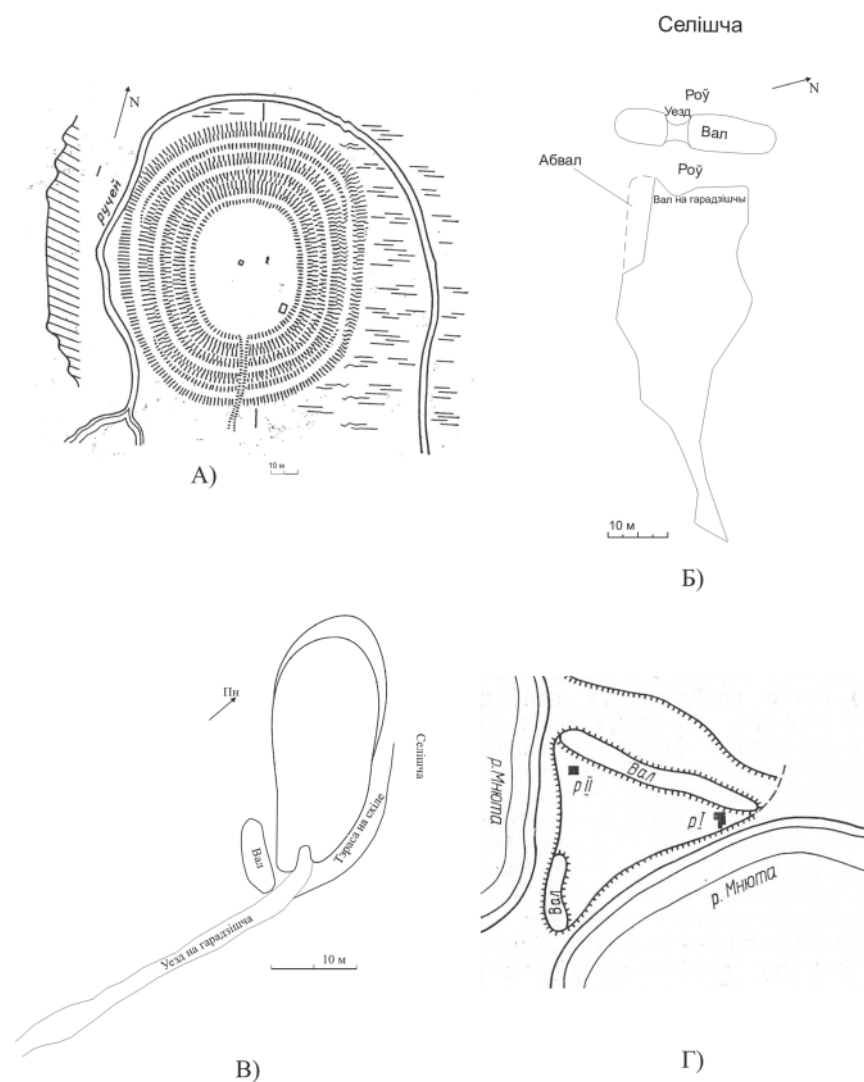 Селішча
N
ручей
10 м
А)
N
Роў
Уезд
Вал
Абвал
Роў
Вал на гарадзішчы
10 м
Б)
Пн
Селішча
Тэраса на схіле
Вал
Уезд на гарадзішча
10 м
В)
р. Мнюта
Вал
р II
р I
Вал
р. Мнюта
Г)